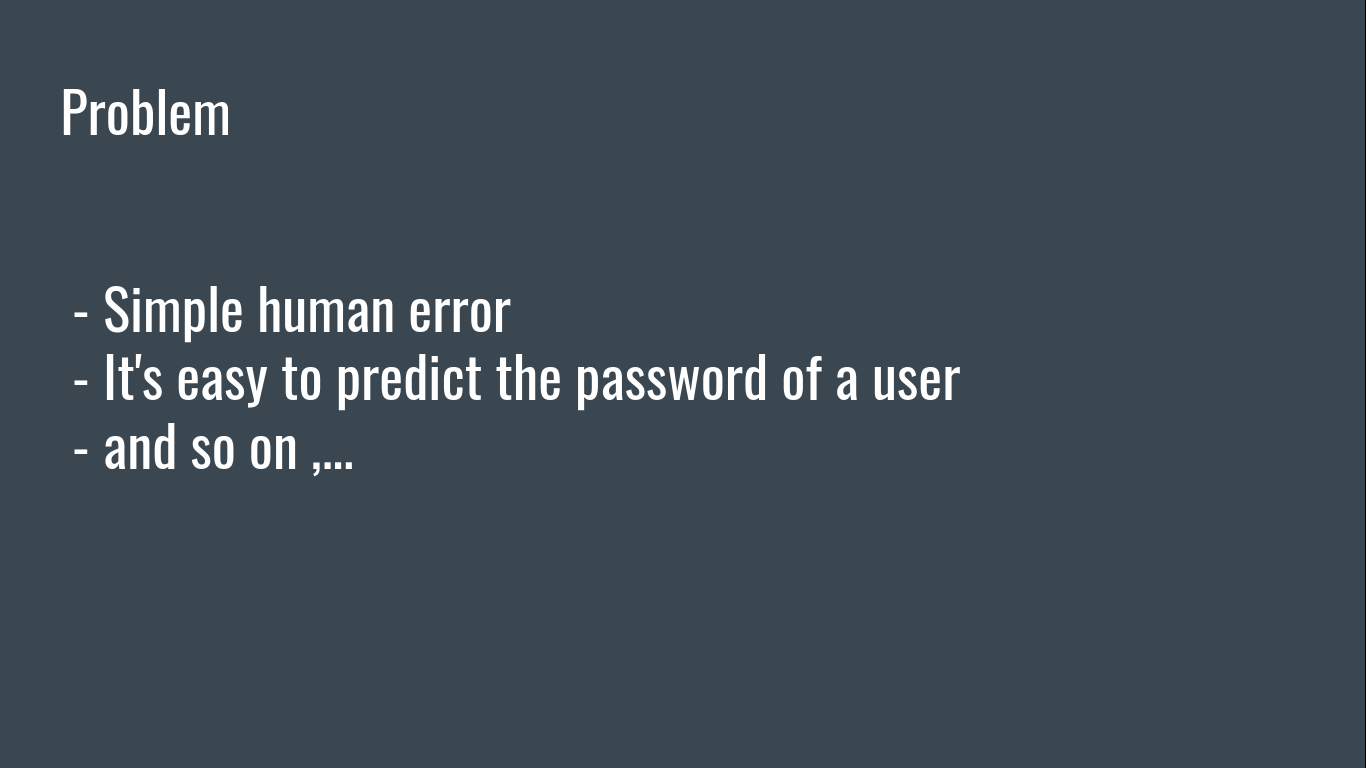 Problem
- Simple human error
- It's easy to predict the password of a user
- and so on ,...